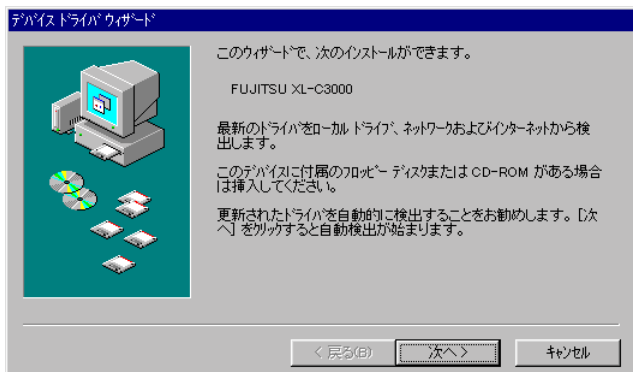 ﾃﾞﾊﾞｲｽ ﾄﾞﾗｲﾊﾞ ｳｨｻﾞｰﾄﾞ
このｳｨｻﾞｰﾄﾞで、次のｲﾝｽﾄｰﾙができます。
FUJITSU XL-C3000
最新のﾄﾞﾗｲﾊﾞをﾛｰｶﾙ ﾄﾞﾗｲﾌﾞ、ﾈｯﾄﾜｰｸおよびｲﾝﾀｰﾈｯﾄから検
出します。
このﾃﾞﾊﾞｲｽに付属のﾌﾛｯﾋﾟｰ ﾃﾞｨｽｸまたは CD-ROM がある場合
は挿入してください。
更新されたﾄﾞﾗｲﾊﾞを自動的に検出することをお勧めします。[次
へ] をｸﾘｯｸすると自動検出が始まります。
< 戻る(B)
次へ >
ｷｬﾝｾﾙ